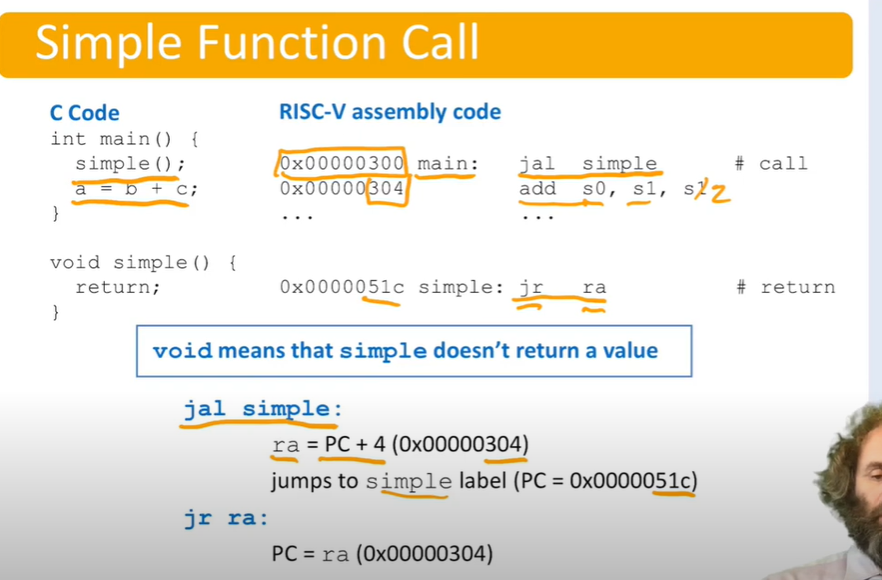 Simple Function Call
C Code RISC-V assembly code
int main() {
simple(); 0x00000300 main: jal simple # call
a = b + c; 0x00000304 add s0, s1, s2
} ... ...
void simple() {
return; 0x0000051c simple: jr ra # return
}
void means that simple doesn't return a value
jal simple:
ra = PC + 4 (0x00000304)
jumps to simple label (PC = 0x0000051c)
jr ra:
PC = ra (0x00000304)